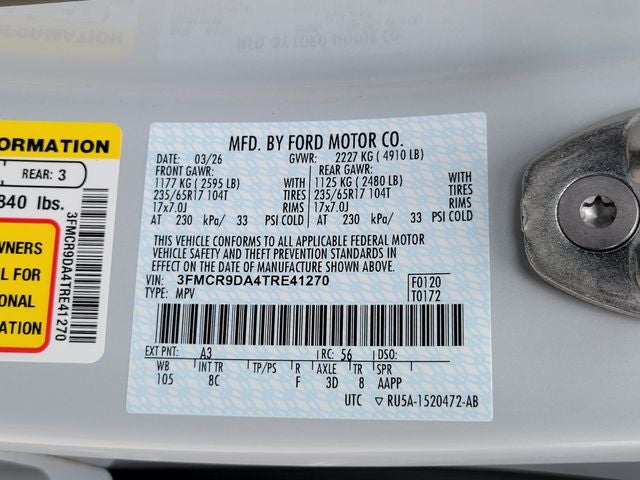 ORMATION
REAR: 3
840 lbs.
OWNERS
L FOR
ONAL
ATION
3FMCR9DA4TRE41270
MFD. BY FORD MOTOR CO.
DATE: 03/26 GVWR: 2227 KG ( 4910 LB)
FRONT GAWR: REAR GAWR:
1177 KG ( 2595 LB) WITH 1125 KG ( 2480 LB) WITH
235/65R17 104T TIRES 235/65R17 104T TIRES
17x7.0J RIMS 17x7.0J RIMS
AT 230 kPa/ 33 PSI COLD AT 230 kPa/ 33 PSI COLD
THIS VEHICLE CONFORMS TO ALL APPLICABLE FEDERAL MOTOR
VEHICLE SAFETY AND THEFT PREVENTION STANDARDS IN
EFFECT ON THE DATE OF MANUFACTURE SHOWN ABOVE.
VIN: 3FMCR9DA4TRE41270 F0120
TYPE: MPV T0172
EXT PNT: A3 RC: 56 DSO:
WB INT TR TP/PS R AXLE TR SPR
105 8C F 3D 8 AAPP
UTC ▽ RU5A-1520472-AB